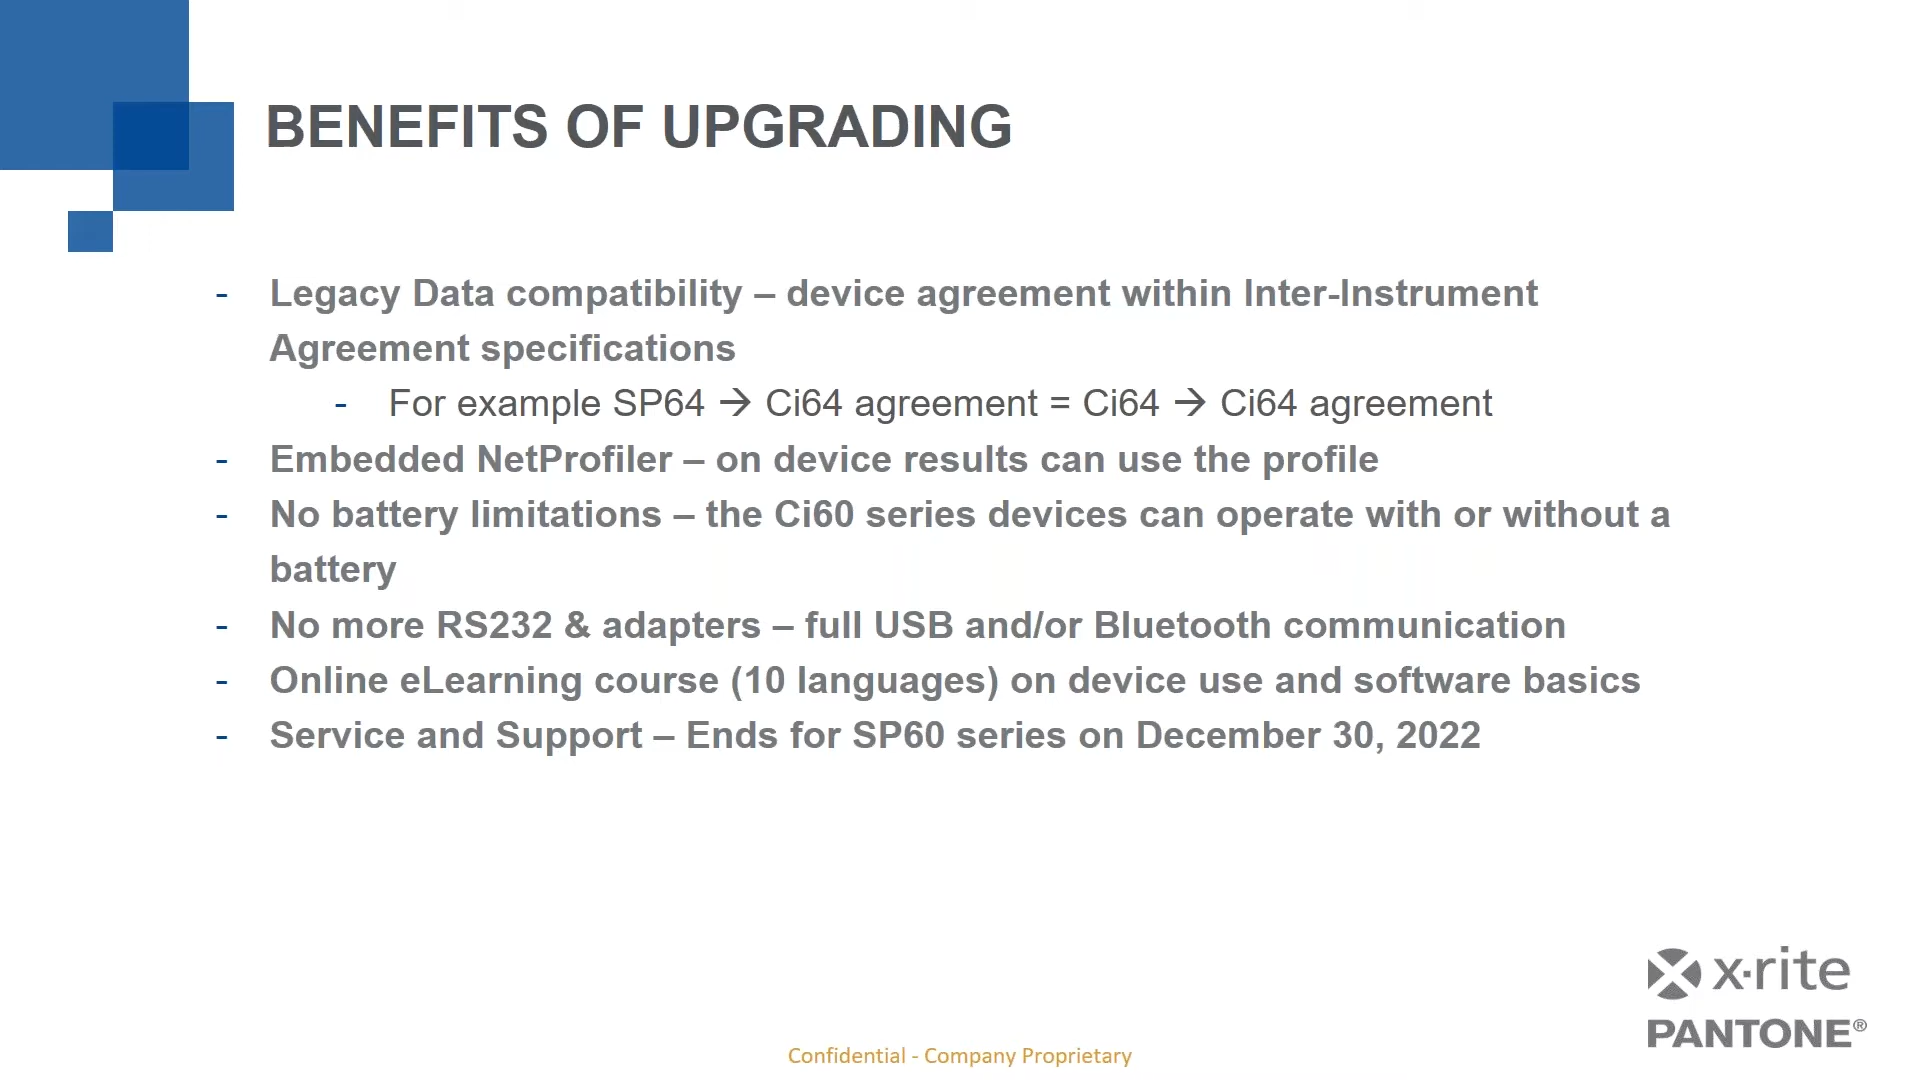 BENEFITS OF UPGRADING
- Legacy Data compatibility – device agreement within Inter-Instrument
Agreement specifications
- For example SP64 → Ci64 agreement = Ci64 → Ci64 agreement
- Embedded NetProfiler – on device results can use the profile
- No battery limitations – the Ci60 series devices can operate with or without a
battery
- No more RS232 & adapters – full USB and/or Bluetooth communication
- Online eLearning course (10 languages) on device use and software basics
- Service and Support – Ends for SP60 series on December 30, 2022
x·rite
PANTONE®
Confidential - Company Proprietary